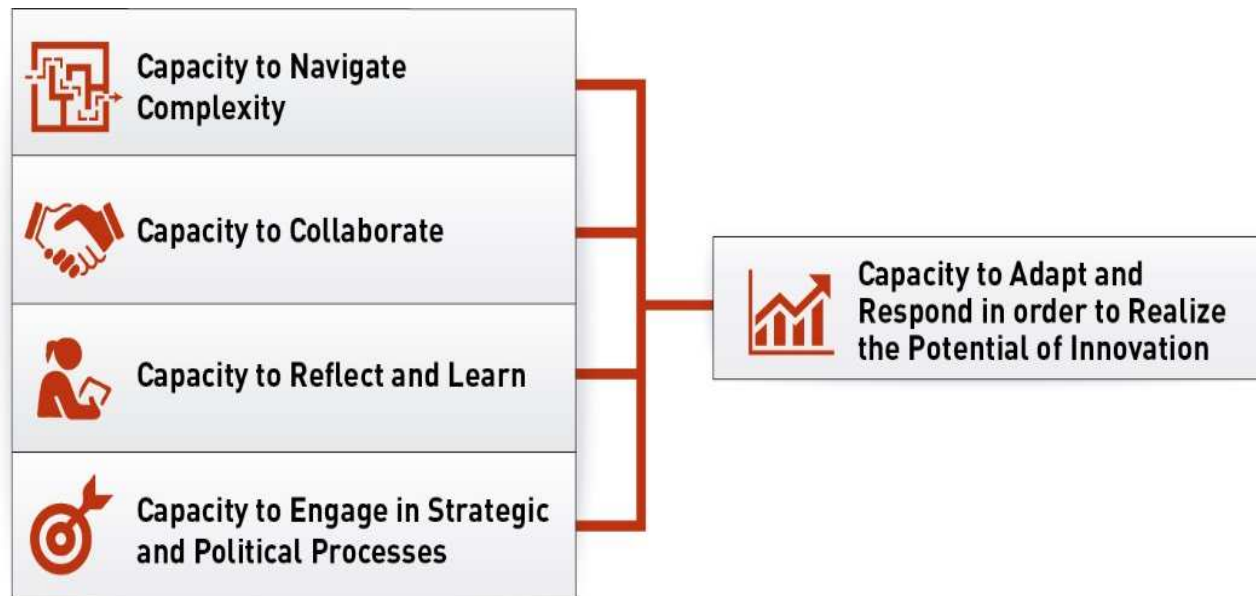 Capacity to Navigate
Complexity
Capacity to Collaborate
Capacity to Reflect and Learn
Capacity to Engage in Strategic
and Political Processes
Capacity to Adapt and
Respond in order to Realize
the Potential of Innovation